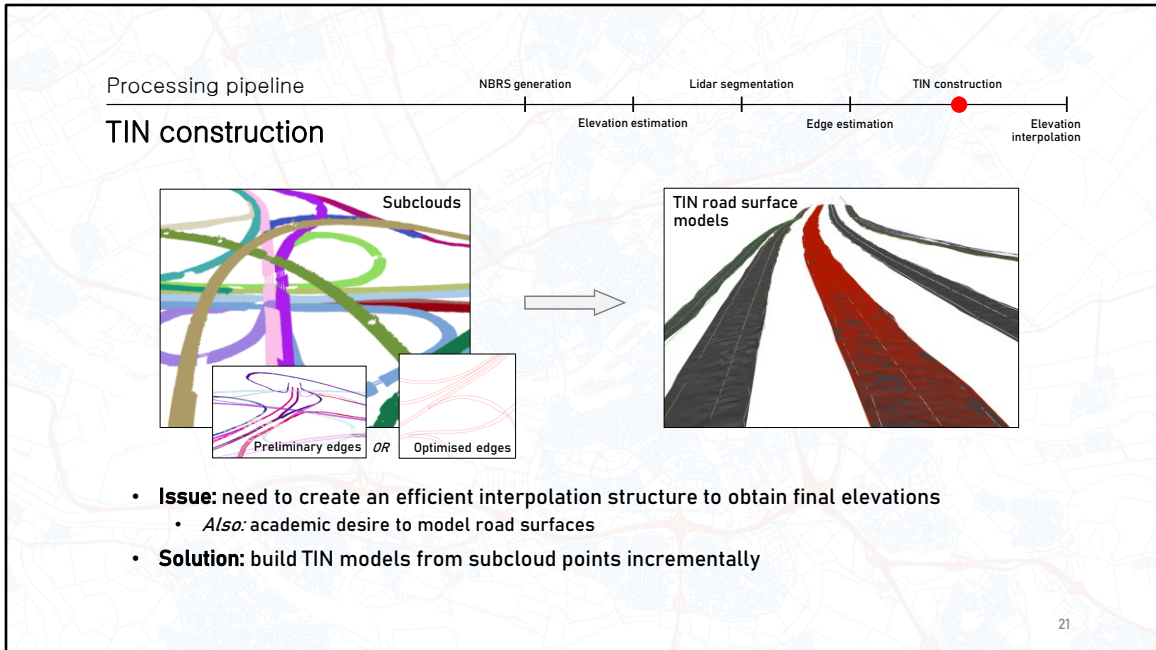 Processing pipeline
TIN construction
NBRS generation
Lidar segmentation
TIN construction
Elevation estimation
Edge estimation
Elevation
interpolation
Subclouds
Preliminary edges
OR
Optimised edges
TIN road surface
models
• Issue: need to create an efficient interpolation structure to obtain final elevations
• Also: academic desire to model road surfaces
• Solution: build TIN models from subcloud points incrementally
21